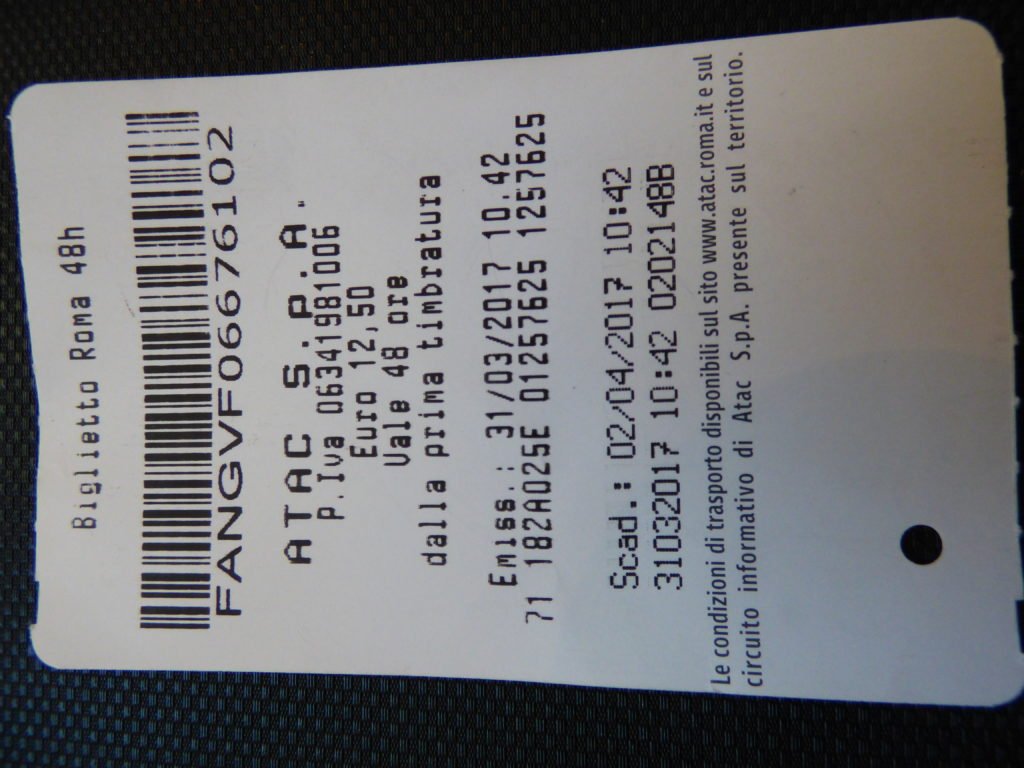 Biglietto Roma 48h
FANGVF066676102
ATAC S.P.A.
P.Iva 06341981006
Euro 12,50
Vale 48 ore
dalla prima timbratura
Emiss.: 31/03/2017 10.42
71 182A025E 01257625 1257625
Scad.: 02/04/2017 10:42
31032017 10:42 0202148B
Le condizioni di trasporto disponibili sul sito www.atac.roma.it e sul
circuito informativo di Atac S.p.A. presente sul territorio.